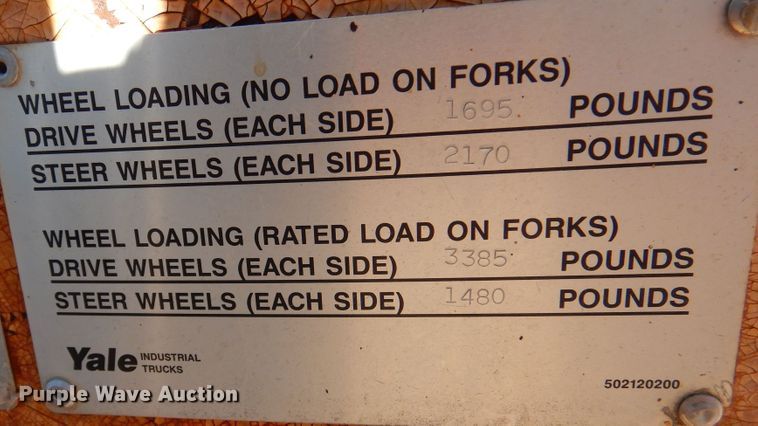 WHEEL LOADING (NO LOAD ON FORKS)
DRIVE WHEELS (EACH SIDE) 1695 POUNDS
STEER WHEELS (EACH SIDE) 2170 POUNDS
WHEEL LOADING (RATED LOAD ON FORKS)
DRIVE WHEELS (EACH SIDE) 3385 POUNDS
STEER WHEELS (EACH SIDE) 1480 POUNDS
Yale INDUSTRIAL
TRUCKS
502120200
Purple Wave Auction